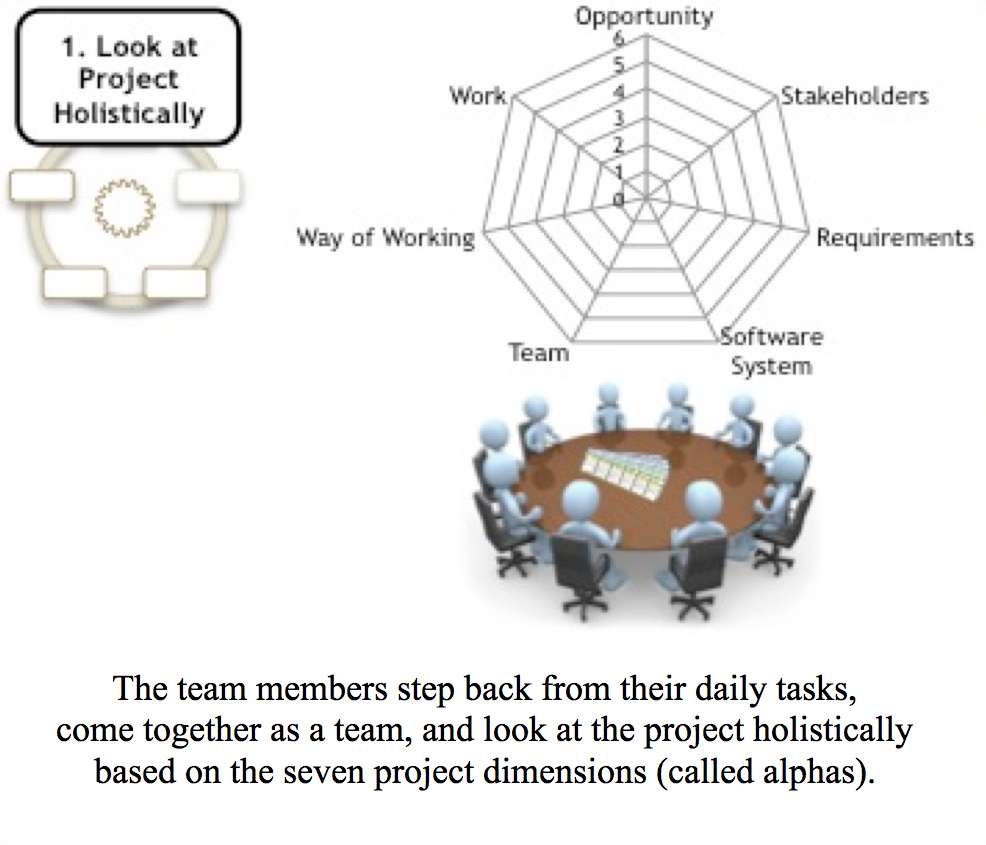 1. Look at
Project
Holistically
Opportunity
6
5
4
3
2
1
0
Work
Stakeholders
Way of Working
Requirements
Team
Software
System
The team members step back from their daily tasks,
come together as a team, and look at the project holistically
based on the seven project dimensions (called alphas).